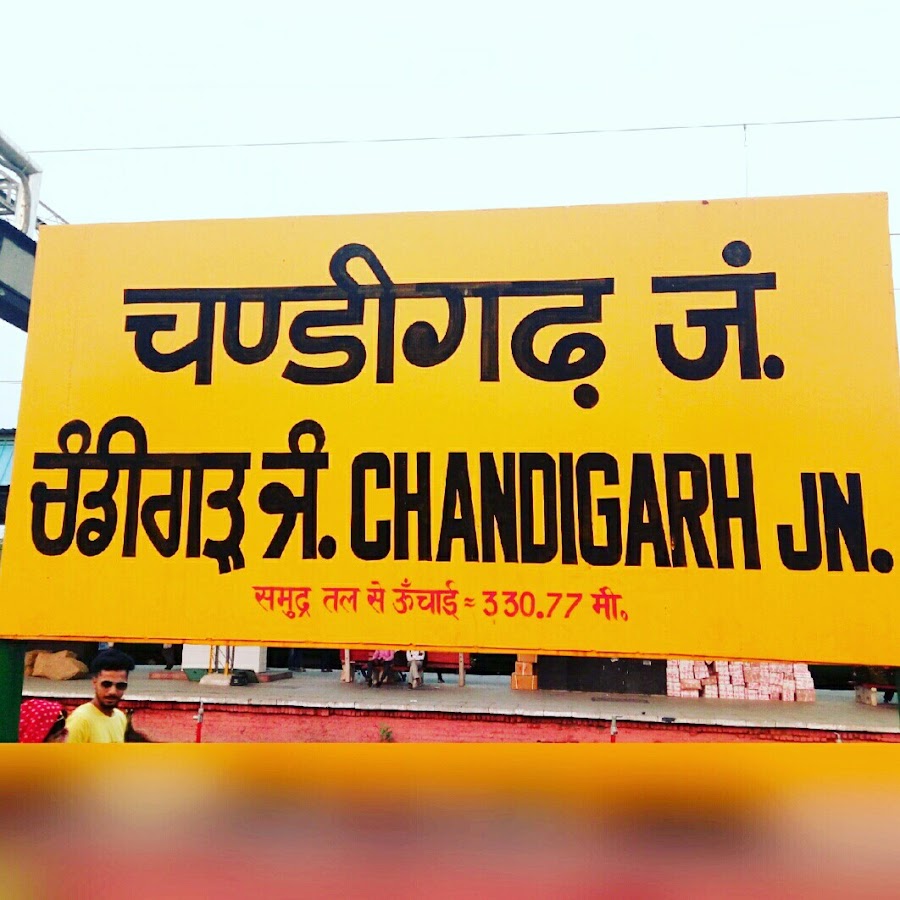 चण्डीगढ़ जं.
ਚੰਡੀਗੜ੍ਹ ਜੰ. CHANDIGARH JN.
समुद्र तल से ऊँचाई = 330.77 मी.